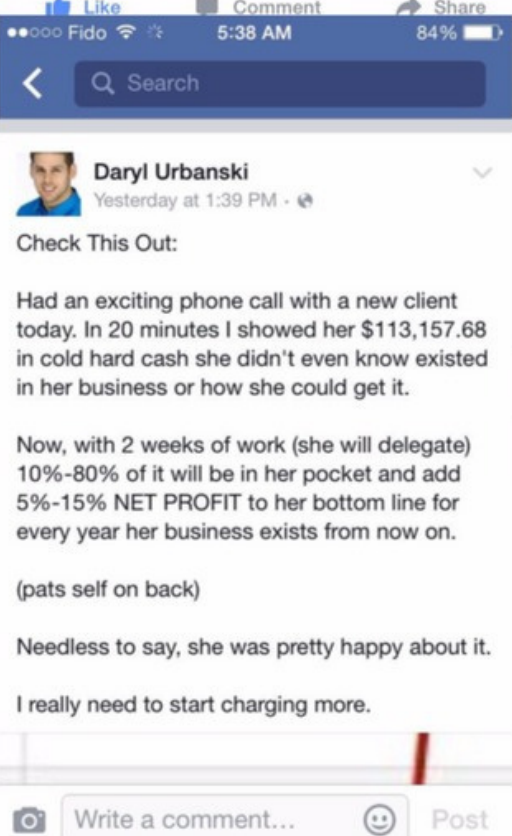 Like Comment Share
Fido 5:38 AM 84%
Search
Daryl Urbanski
Yesterday at 1:39 PM ·
Check This Out:
Had an exciting phone call with a new client
today. In 20 minutes I showed her $113,157.68
in cold hard cash she didn't even know existed
in her business or how she could get it.
Now, with 2 weeks of work (she will delegate)
10%-80% of it will be in her pocket and add
5%-15% NET PROFIT to her bottom line for
every year her business exists from now on.
(pats self on back)
Needless to say, she was pretty happy about it.
I really need to start charging more.
Write a comment... Post